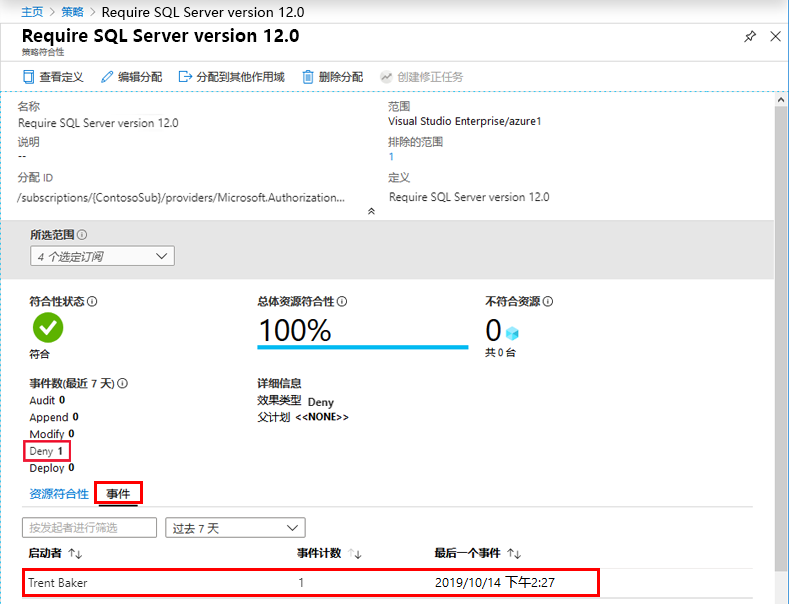 主页 > 策略 > Require SQL Server version 12.0
Require SQL Server version 12.0
策略符合性
查看定义 编辑分配 分配到其他作用域 删除分配 创建修正任务
名称
Require SQL Server version 12.0
说明
--
分配 ID
/subscriptions/{ContosoSub}/providers/Microsoft.Authorization...
范围
Visual Studio Enterprise/azure1
排除的范围
1
定义
Require SQL Server version 12.0
所选范围
4 个选定订阅
符合性状态
符合
总体资源符合性
100%
不符合资源
0
共 0 台
事件数(最近 7 天)
Audit 0
Append 0
Modify 0
Deny 1
Deploy 0
详细信息
效果类型 Deny
父计划 <<NONE>>
资源符合性 事件
按发起者进行筛选 过去 7 天
启动者 事件计数 最后一个事件
Trent Baker 1 2019/10/14 下午2:27